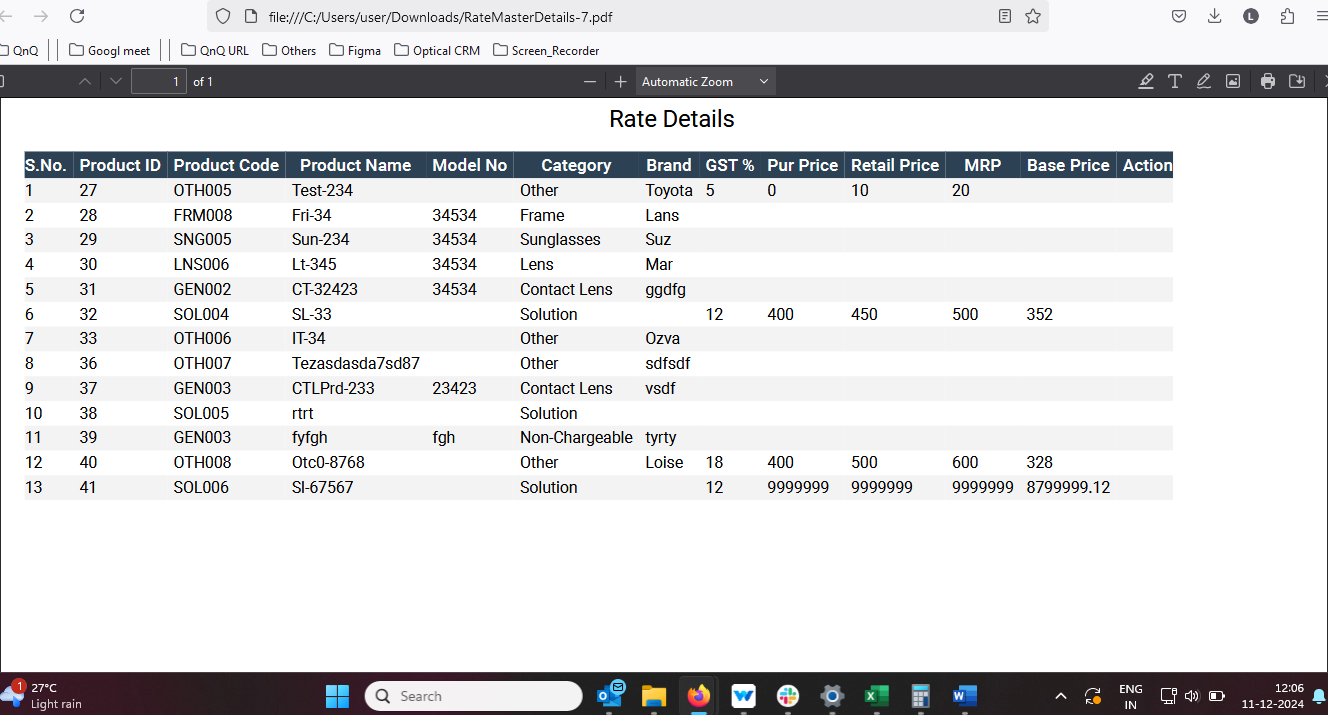 file:///C:/Users/user/Downloads/RateMasterDetails-7.pdf
QnQ Googl meet QnQ URL Others Figma Optical CRM Screen_Recorder
1 of 1 Automatic Zoom
Rate Details
S.No. Product ID Product Code Product Name Model No Category Brand GST % Pur Price Retail Price MRP Base Price Action
1 27 OTH005 Test-234 Other Toyota 5 0 10 20
2 28 FRM008 Fri-34 34534 Frame Lans
3 29 SNG005 Sun-234 34534 Sunglasses Suz
4 30 LNS006 Lt-345 34534 Lens Mar
5 31 GEN002 CT-32423 34534 Contact Lens ggdfg
6 32 SOL004 SL-33 Solution 12 400 450 500 352
7 33 OTH006 IT-34 Other Ozva
8 36 OTH007 Tezasdasda7sd87 Other sdfsdf
9 37 GEN003 CTLPrd-233 23423 Contact Lens vsdf
10 38 SOL005 rtrt Solution
11 39 GEN003 fyfgh fgh Non-Chargeable tyrty
12 40 OTH008 Otc0-8768 Other Loise 18 400 500 600 328
13 41 SOL006 Sl-67567 Solution 12 9999999 9999999 9999999 8799999.12
1 27°C
Light rain
Search
ENG
IN
12:06
11-12-2024